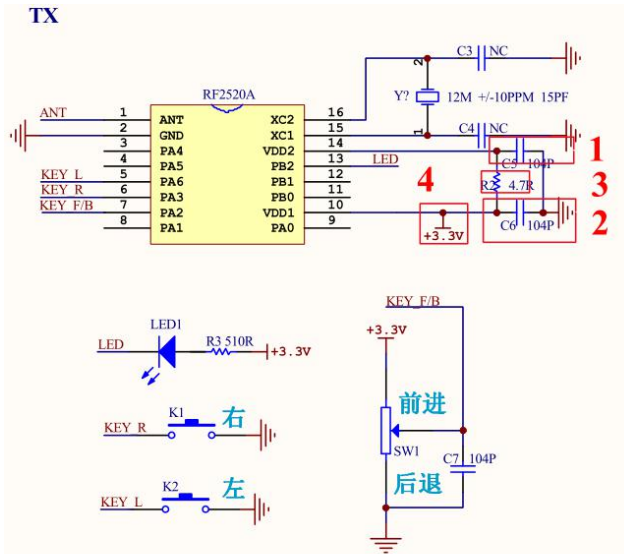 TX
RF2520A
ANT
1 ANT XC2 16
2 GND XC1 15
3 PA4 VDD2 14
4 PA5 PB2 13 LED
KEY_L 5 PA6 PB1 12
KEY_R 6 PA3 PB0 11
KEY_F/B 7 PA2 VDD1 10
8 PA1 PA0 9
C3 NC
2
Y? 12M +/-10PPM 15PF
1
C4 NC
C5 104P
1
R2 4.7R
3
4
+3.3V
C6 104P
2
LED1
LED R3 510R +3.3V
K1 右
KEY_R
K2 左
KEY_L
KEY_F/B
+3.3V
前进
SW1
后退
C7 104P